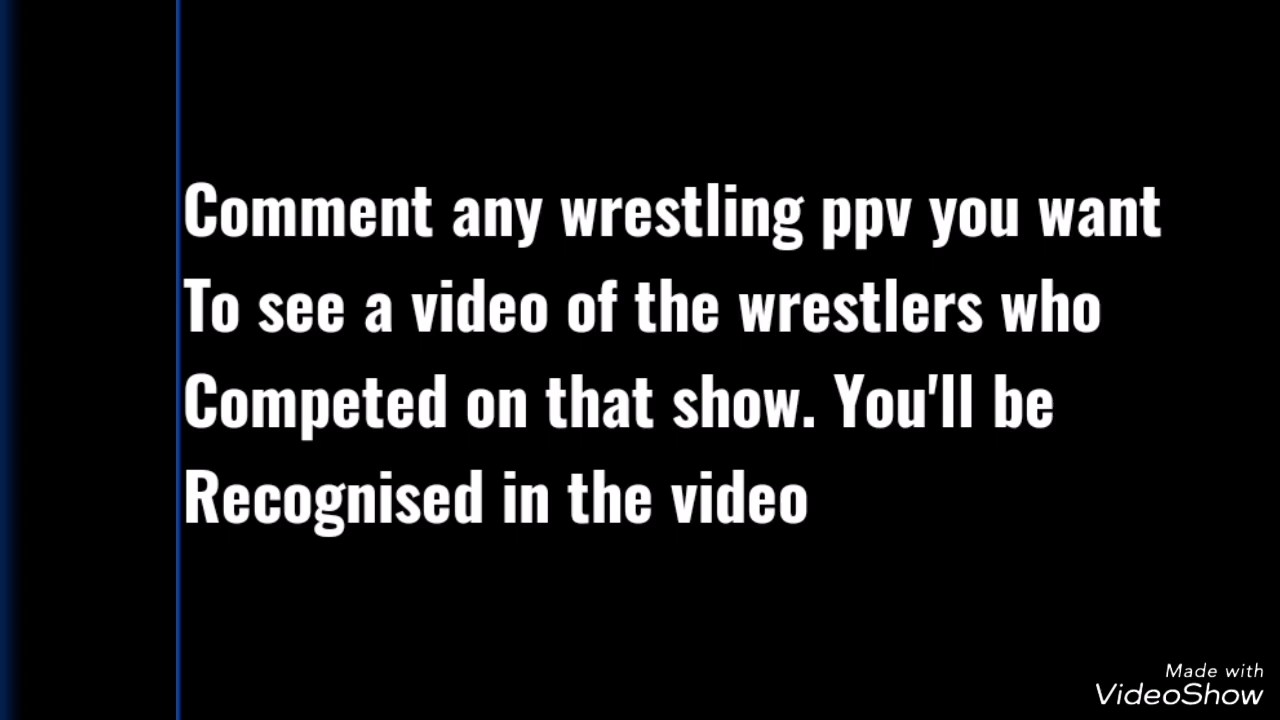 Comment any wrestling ppv you want
To see a video of the wrestlers who
Competed on that show. You'll be
Recognised in the video
Made with
VideoShow